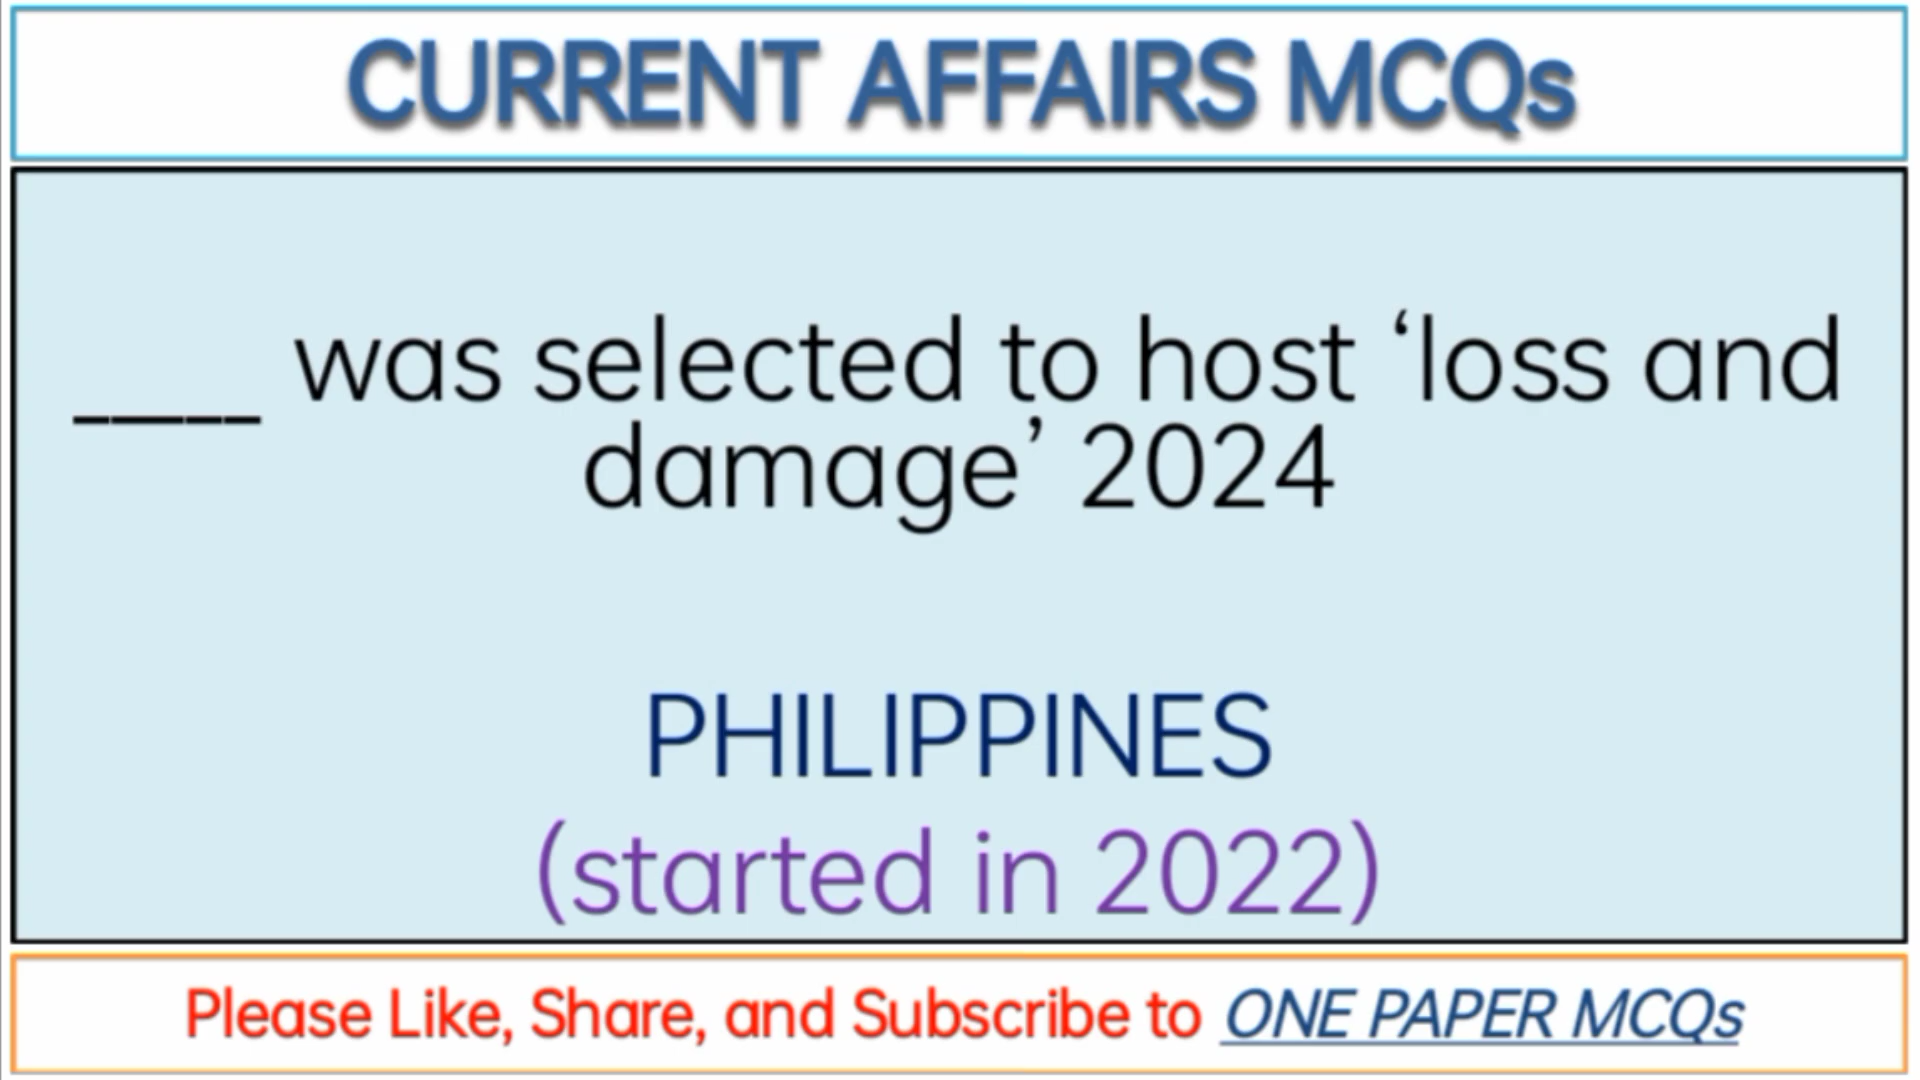 CURRENT AFFAIRS MCQs
_____ was selected to host ‘loss and
damage’ 2024
PHILIPPINES
(started in 2022)
Please Like, Share, and Subscribe to ONE PAPER MCQs